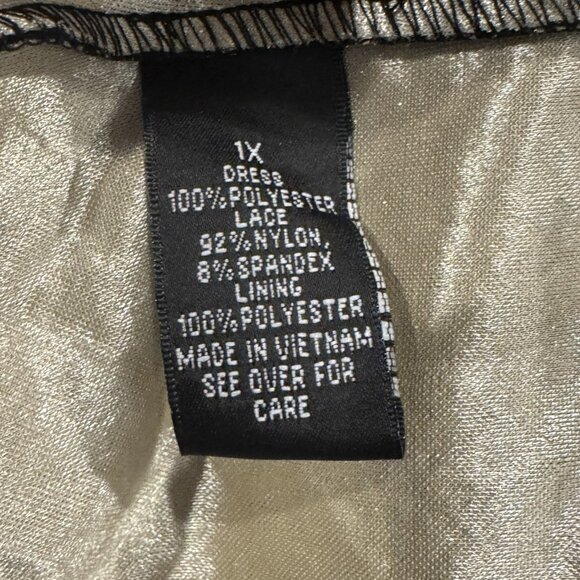 1X
DRESS
100%POLYESTER
LACE
92%NYLON,
8%SPANDEX
LINING
100%POLYESTER
MADE IN VIETNAM
SEE OVER FOR
CARE